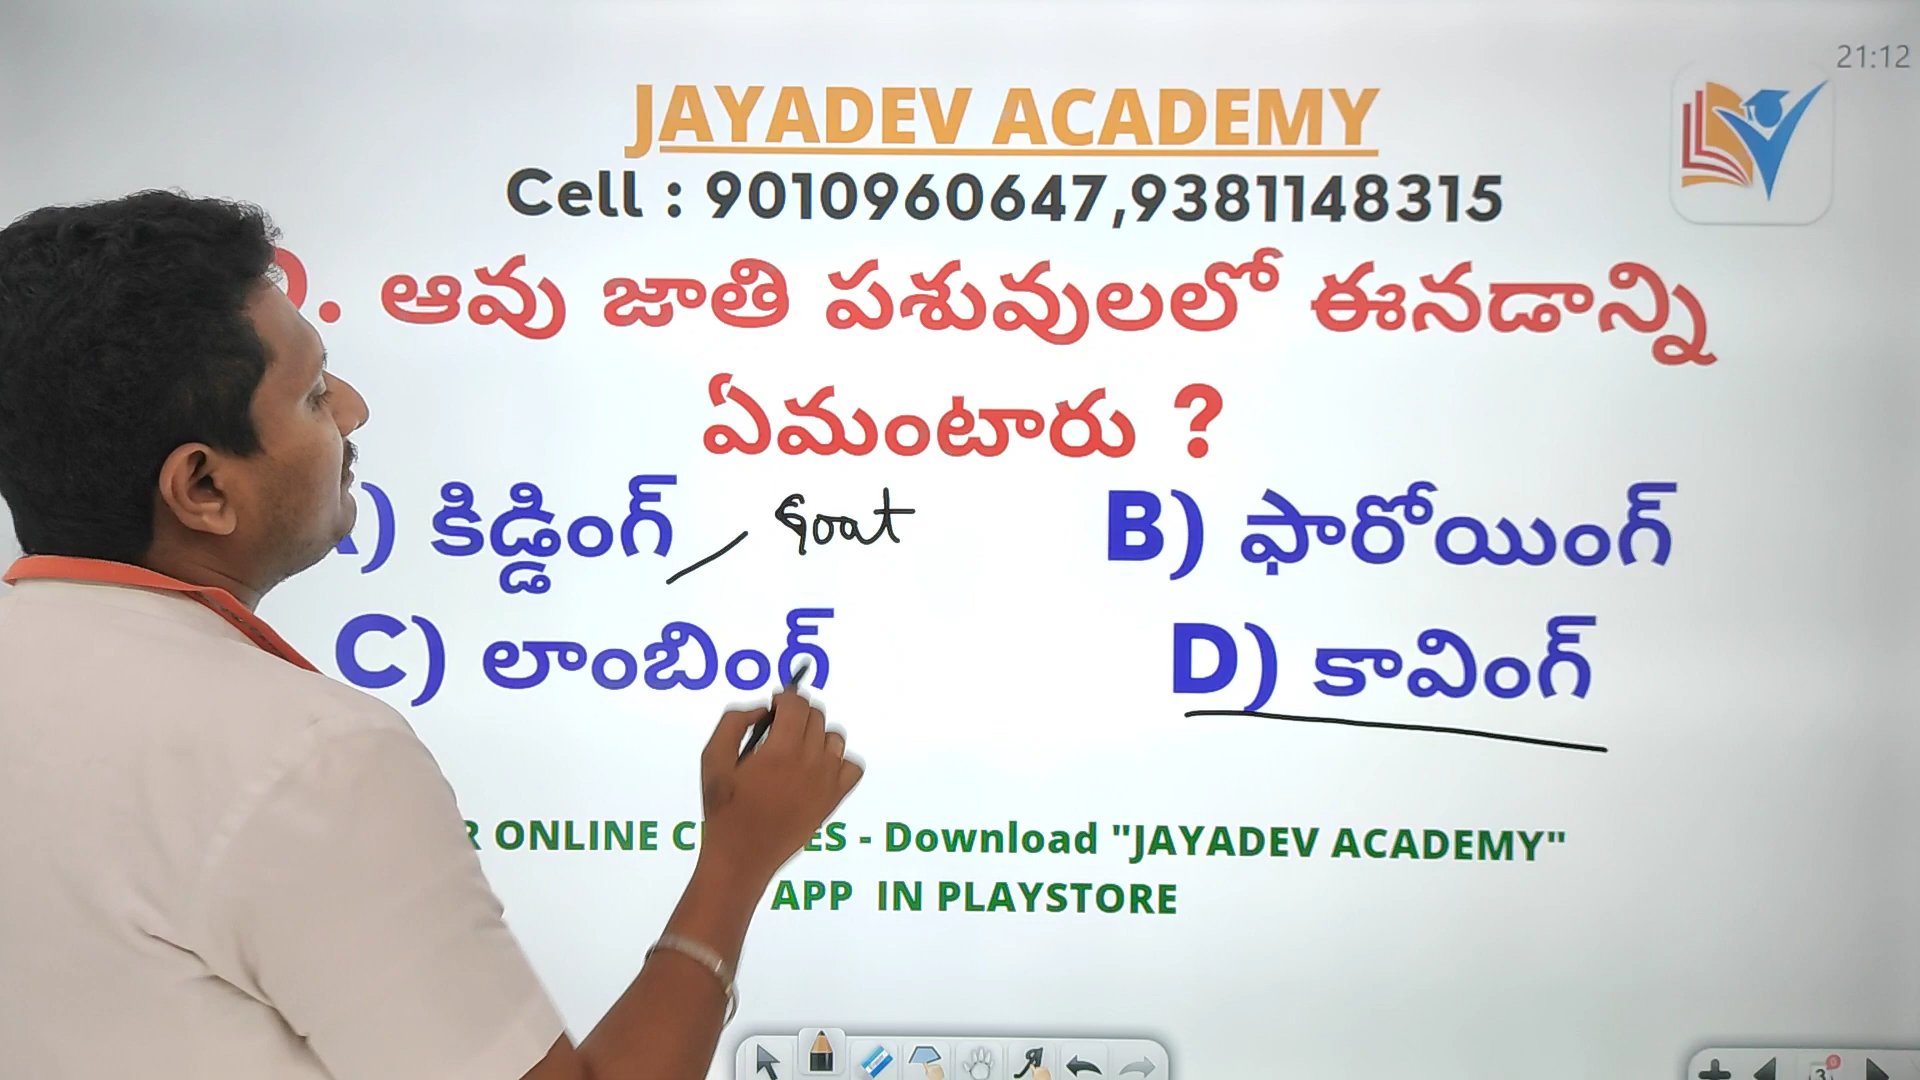 21:12
JAYADEV ACADEMY
Cell : 9010960647,9381148315
. ఆవు జాతి పశువులలో ఈనడాన్ని
ఏమంటారు ?
) కిడ్డింగ్ Goat B) ఫారోయింగ్
C) లాంబింగ్ D) కావింగ్
ONLINE - Download "JAYADEV ACADEMY"
APP IN PLAYSTORE
3